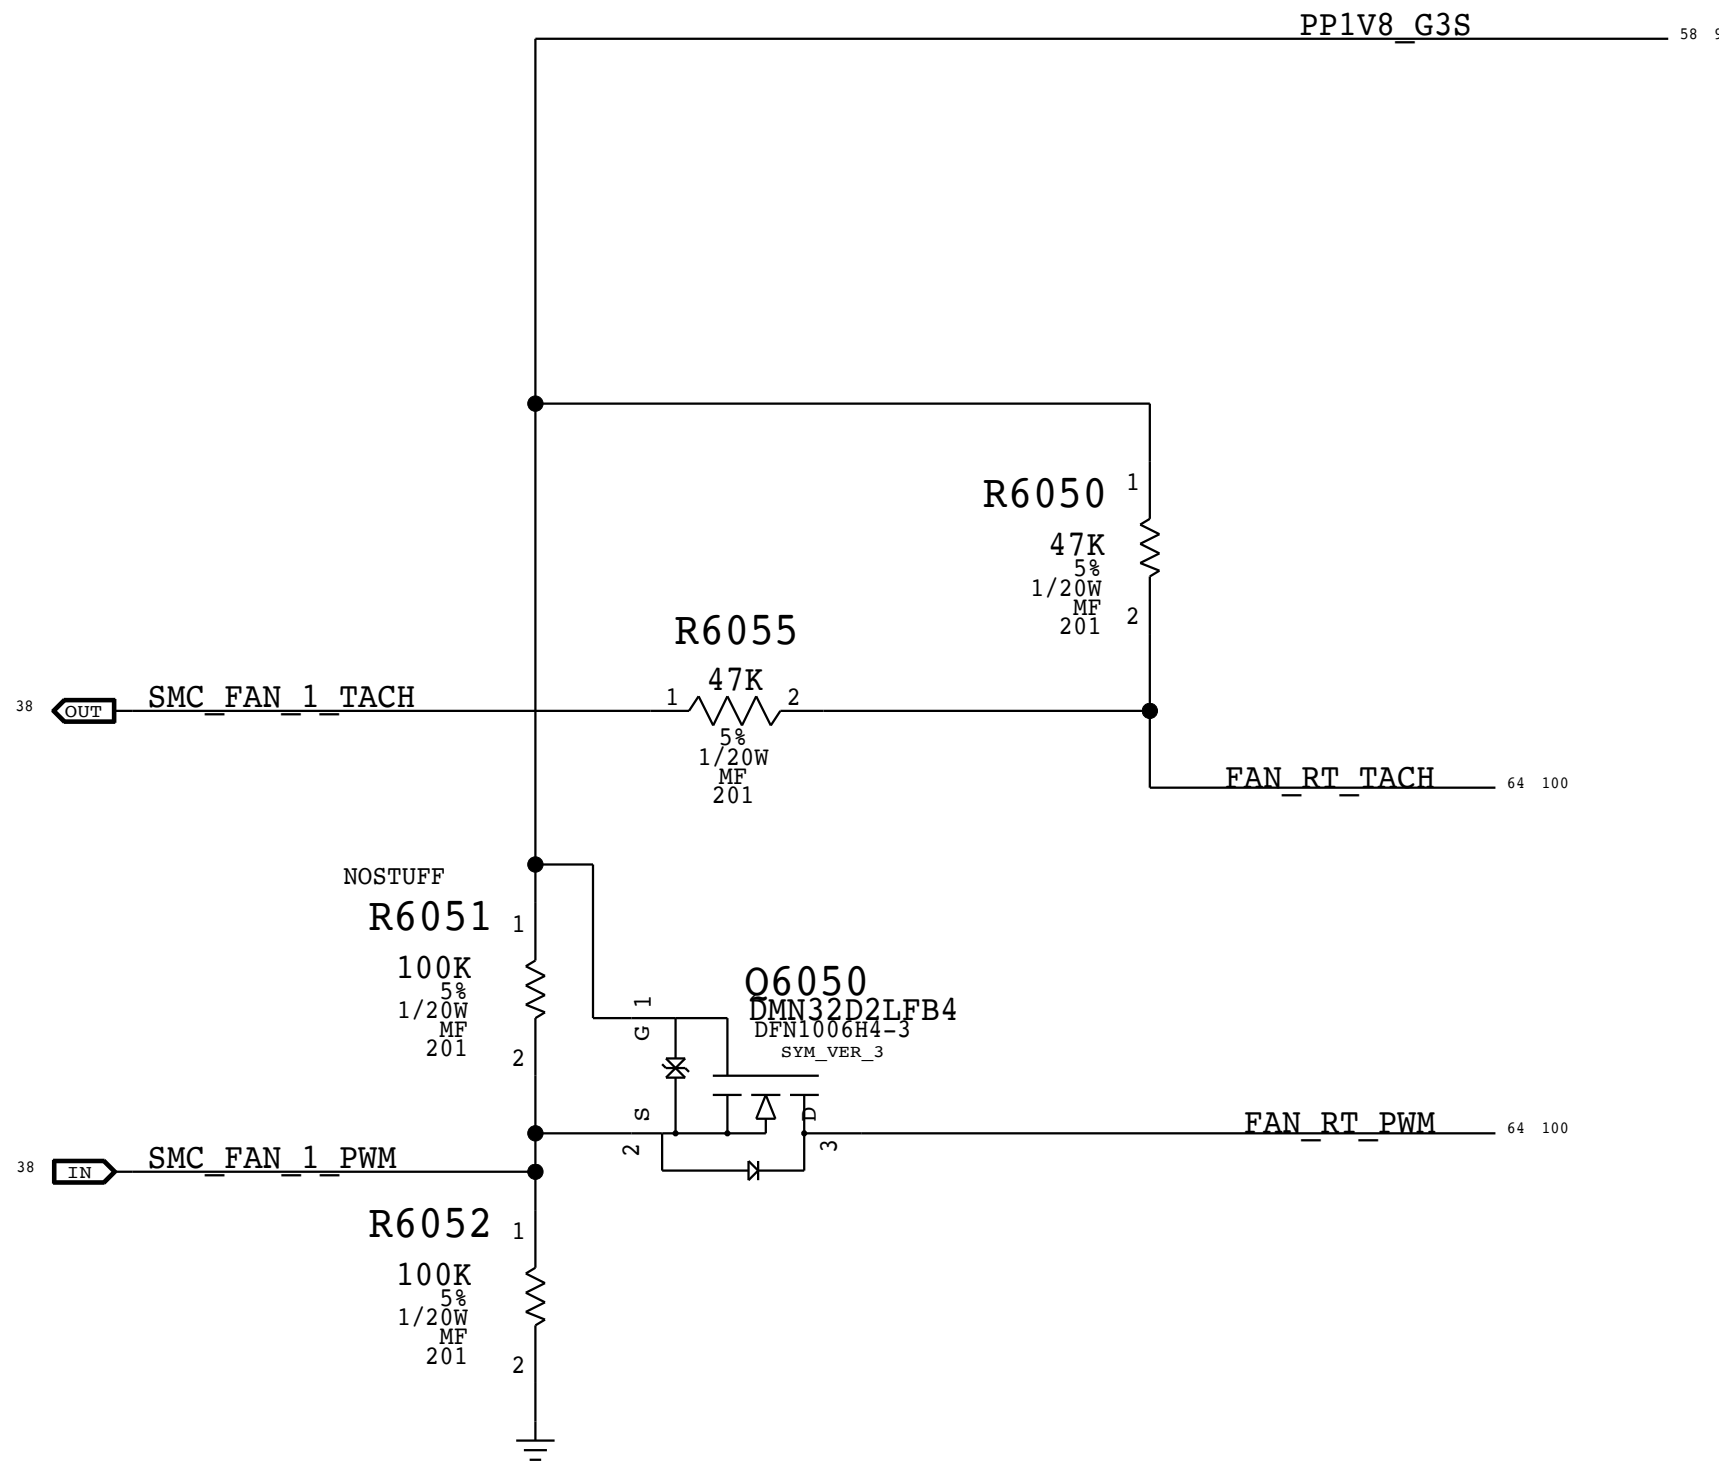 PP1V8_G3S
58 9
R6050
1
47K
5%
1/20W
MF
201
2
R6055
47K
1 2
5%
1/20W
MF
201
38 OUT SMC_FAN_1_TACH
FAN_RT_TACH 64 100
NOSTUFF
R6051
1
100K
5%
1/20W
MF
201
2
Q6050
DMN32D2LFB4
DFN1006H4-3
SYM_VER_3
G 1
S 2
D 3
FAN_RT_PWM 64 100
38 IN SMC_FAN_1_PWM
R6052
1
100K
5%
1/20W
MF
201
2